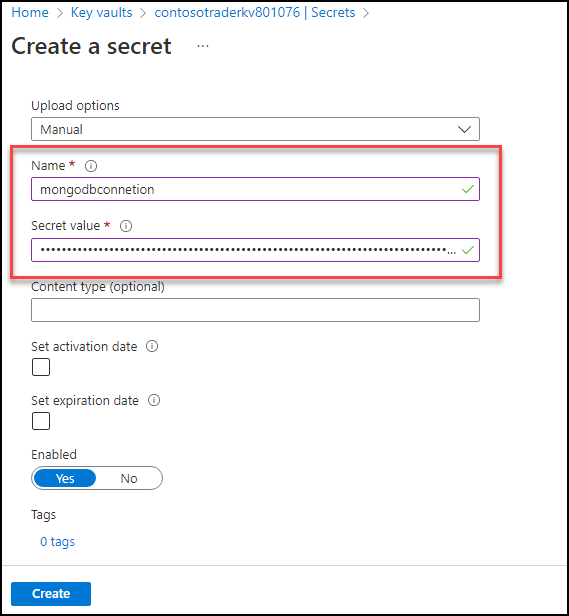 Home > Key vaults > contosotraderkv801076 | Secrets >
Create a secret ...
Upload options
Manual
Name *
mongodbconnetion
Secret value *
••••••••••••••••••••••••••••••••••••••••••••••••••••••••••••••••••••••••••••••...
Content type (optional)
Set activation date
Set expiration date
Enabled
Yes No
Tags
0 tags
Create